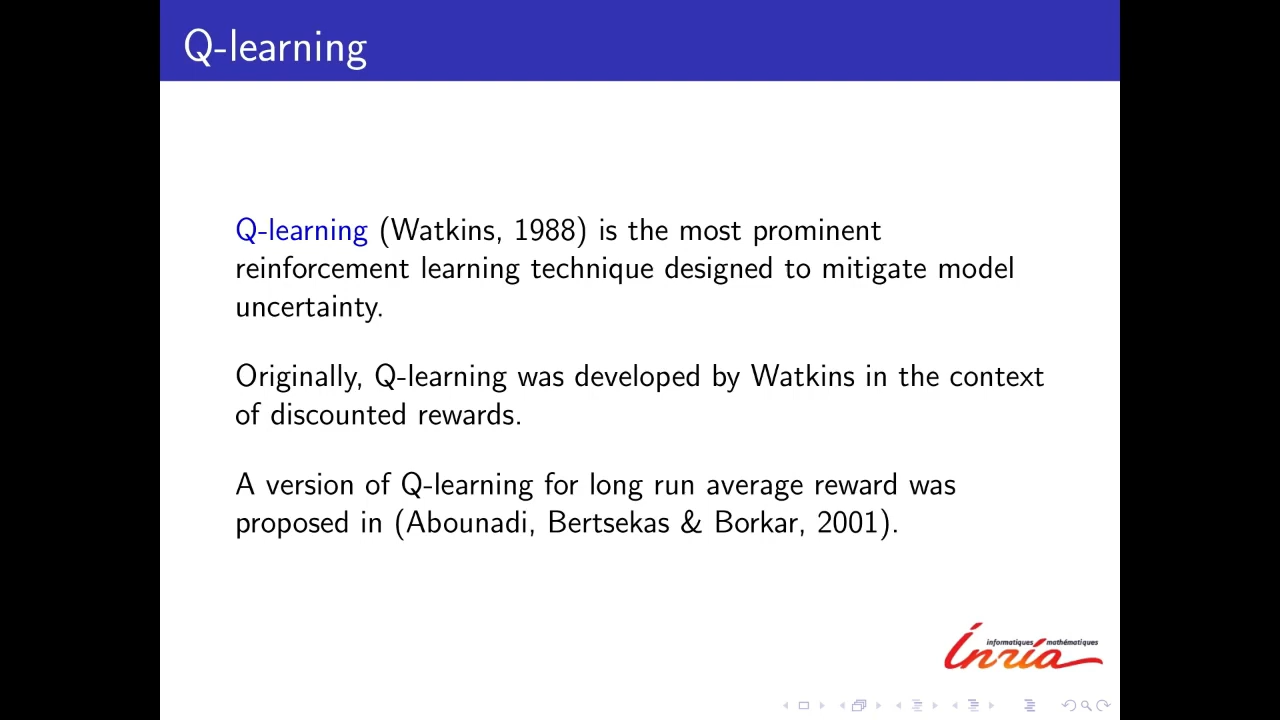 Q-learning
Q-learning (Watkins, 1988) is the most prominent
reinforcement learning technique designed to mitigate model
uncertainty.
Originally, Q-learning was developed by Watkins in the context
of discounted rewards.
A version of Q-learning for long run average reward was
proposed in (Abounadi, Bertsekas & Borkar, 2001).
informatiques mathématiques
Inria